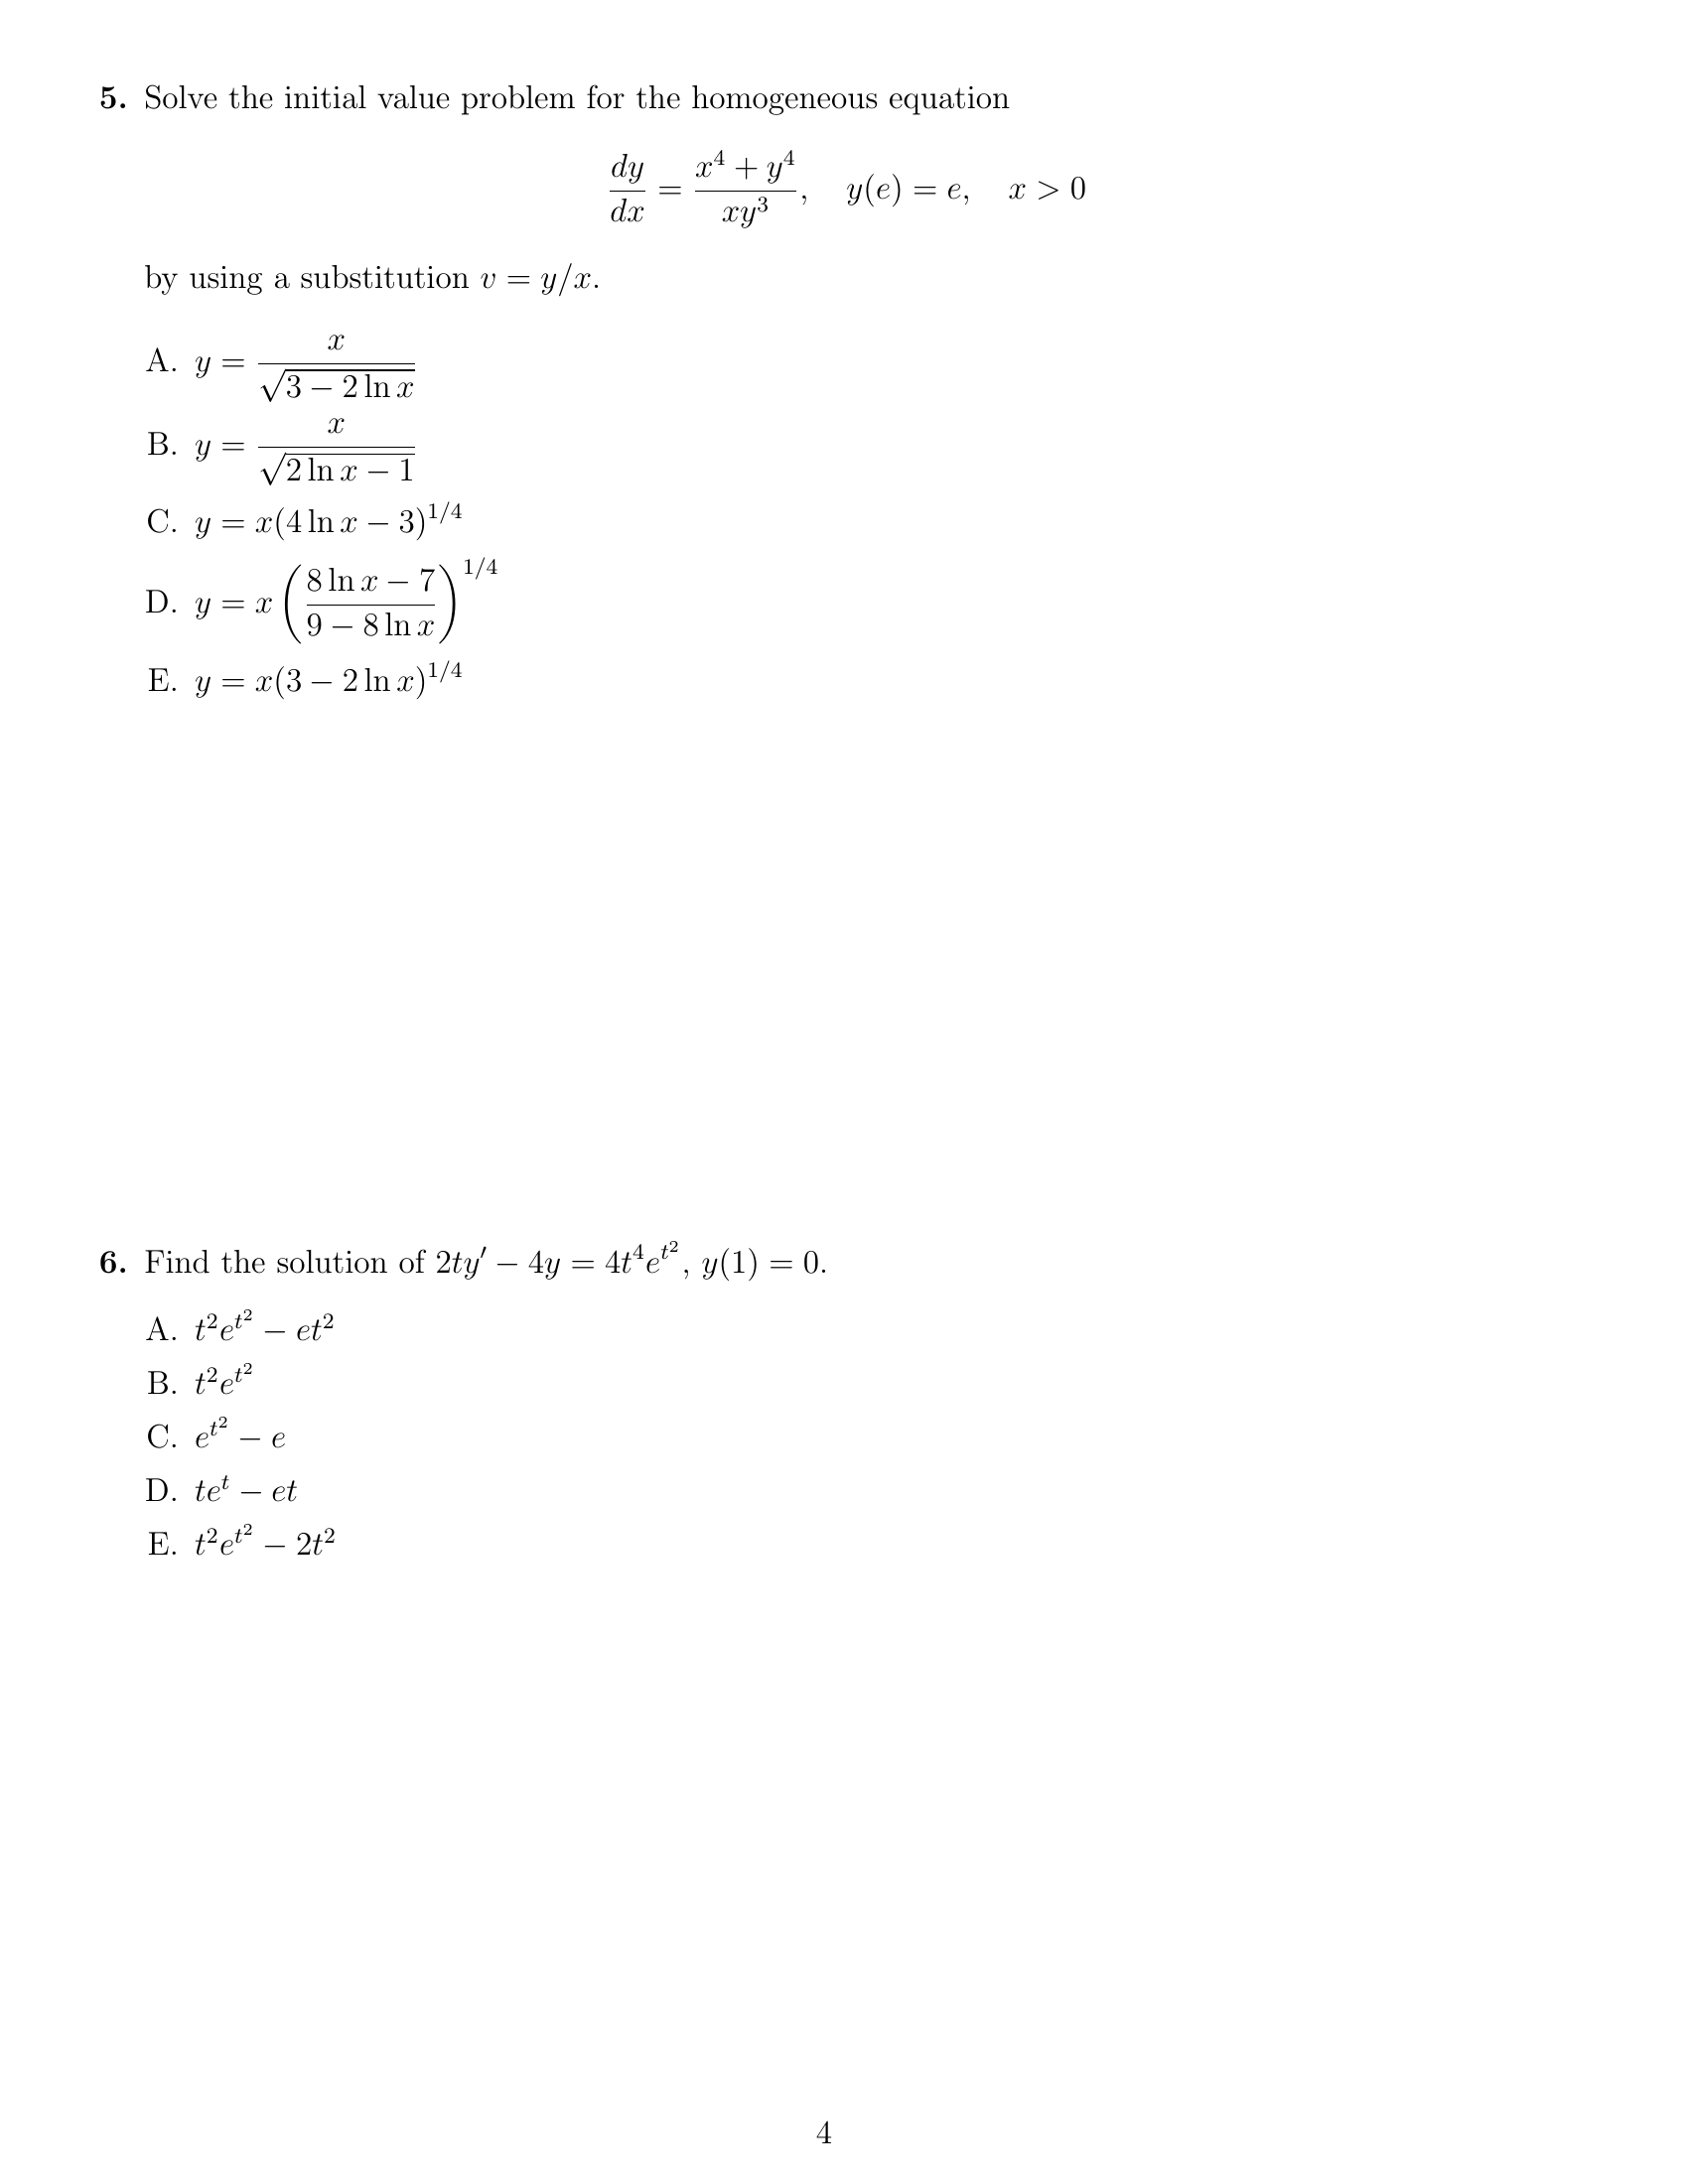 5. Solve the initial value problem for the homogeneous equation
$\frac{dy}{dx} = \frac{x^4 + y^4}{xy^3}, \quad y(e) = e, \quad x > 0$
by using a substitution $v = y/x$.
A. $y = \frac{x}{\sqrt{3 - 2\ln x}}$
B. $y = \frac{x}{\sqrt{2\ln x - 1}}$
C. $y = x(4\ln x - 3)^{1/4}$
D. $y = x\left(\frac{8\ln x - 7}{9 - 8\ln x}\right)^{1/4}$
E. $y = x(3 - 2\ln x)^{1/4}$
6. Find the solution of $2ty' - 4y = 4t^4e^{t^2}$, $y(1) = 0$.
A. $t^2e^{t^2} - et^2$
B. $t^2e^{t^2}$
C. $e^{t^2} - e$
D. $te^t - et$
E. $t^2e^{t^2} - 2t^2$
4